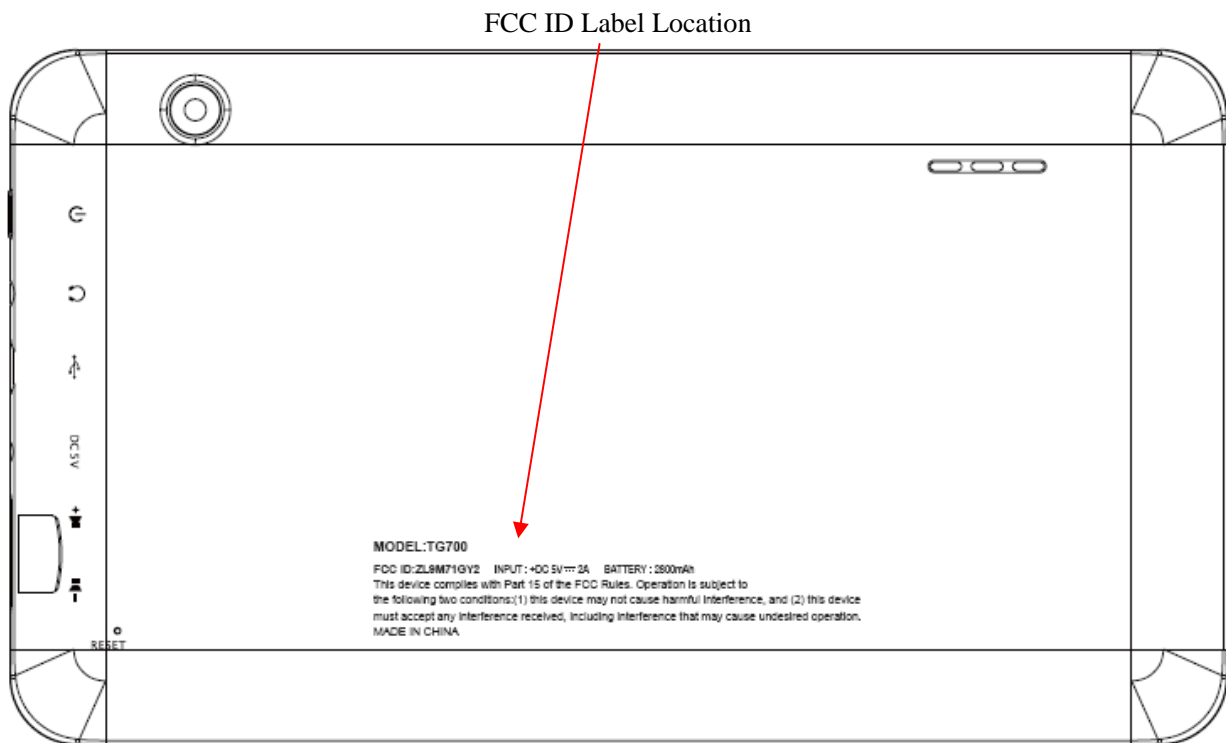 FCC ID Label Location
DC 5V
+
-
RESET
MODEL:TG700
FCC ID:ZL9M71GY2 INPUT : +DC 5V⎓2A BATTERY : 2800mAh
This device complies with Part 15 of the FCC Rules. Operation is subject to
the following two conditions:(1) this device may not cause harmful interference, and (2) this device
must accept any interference received, including interference that may cause undesired operation.
MADE IN CHINA